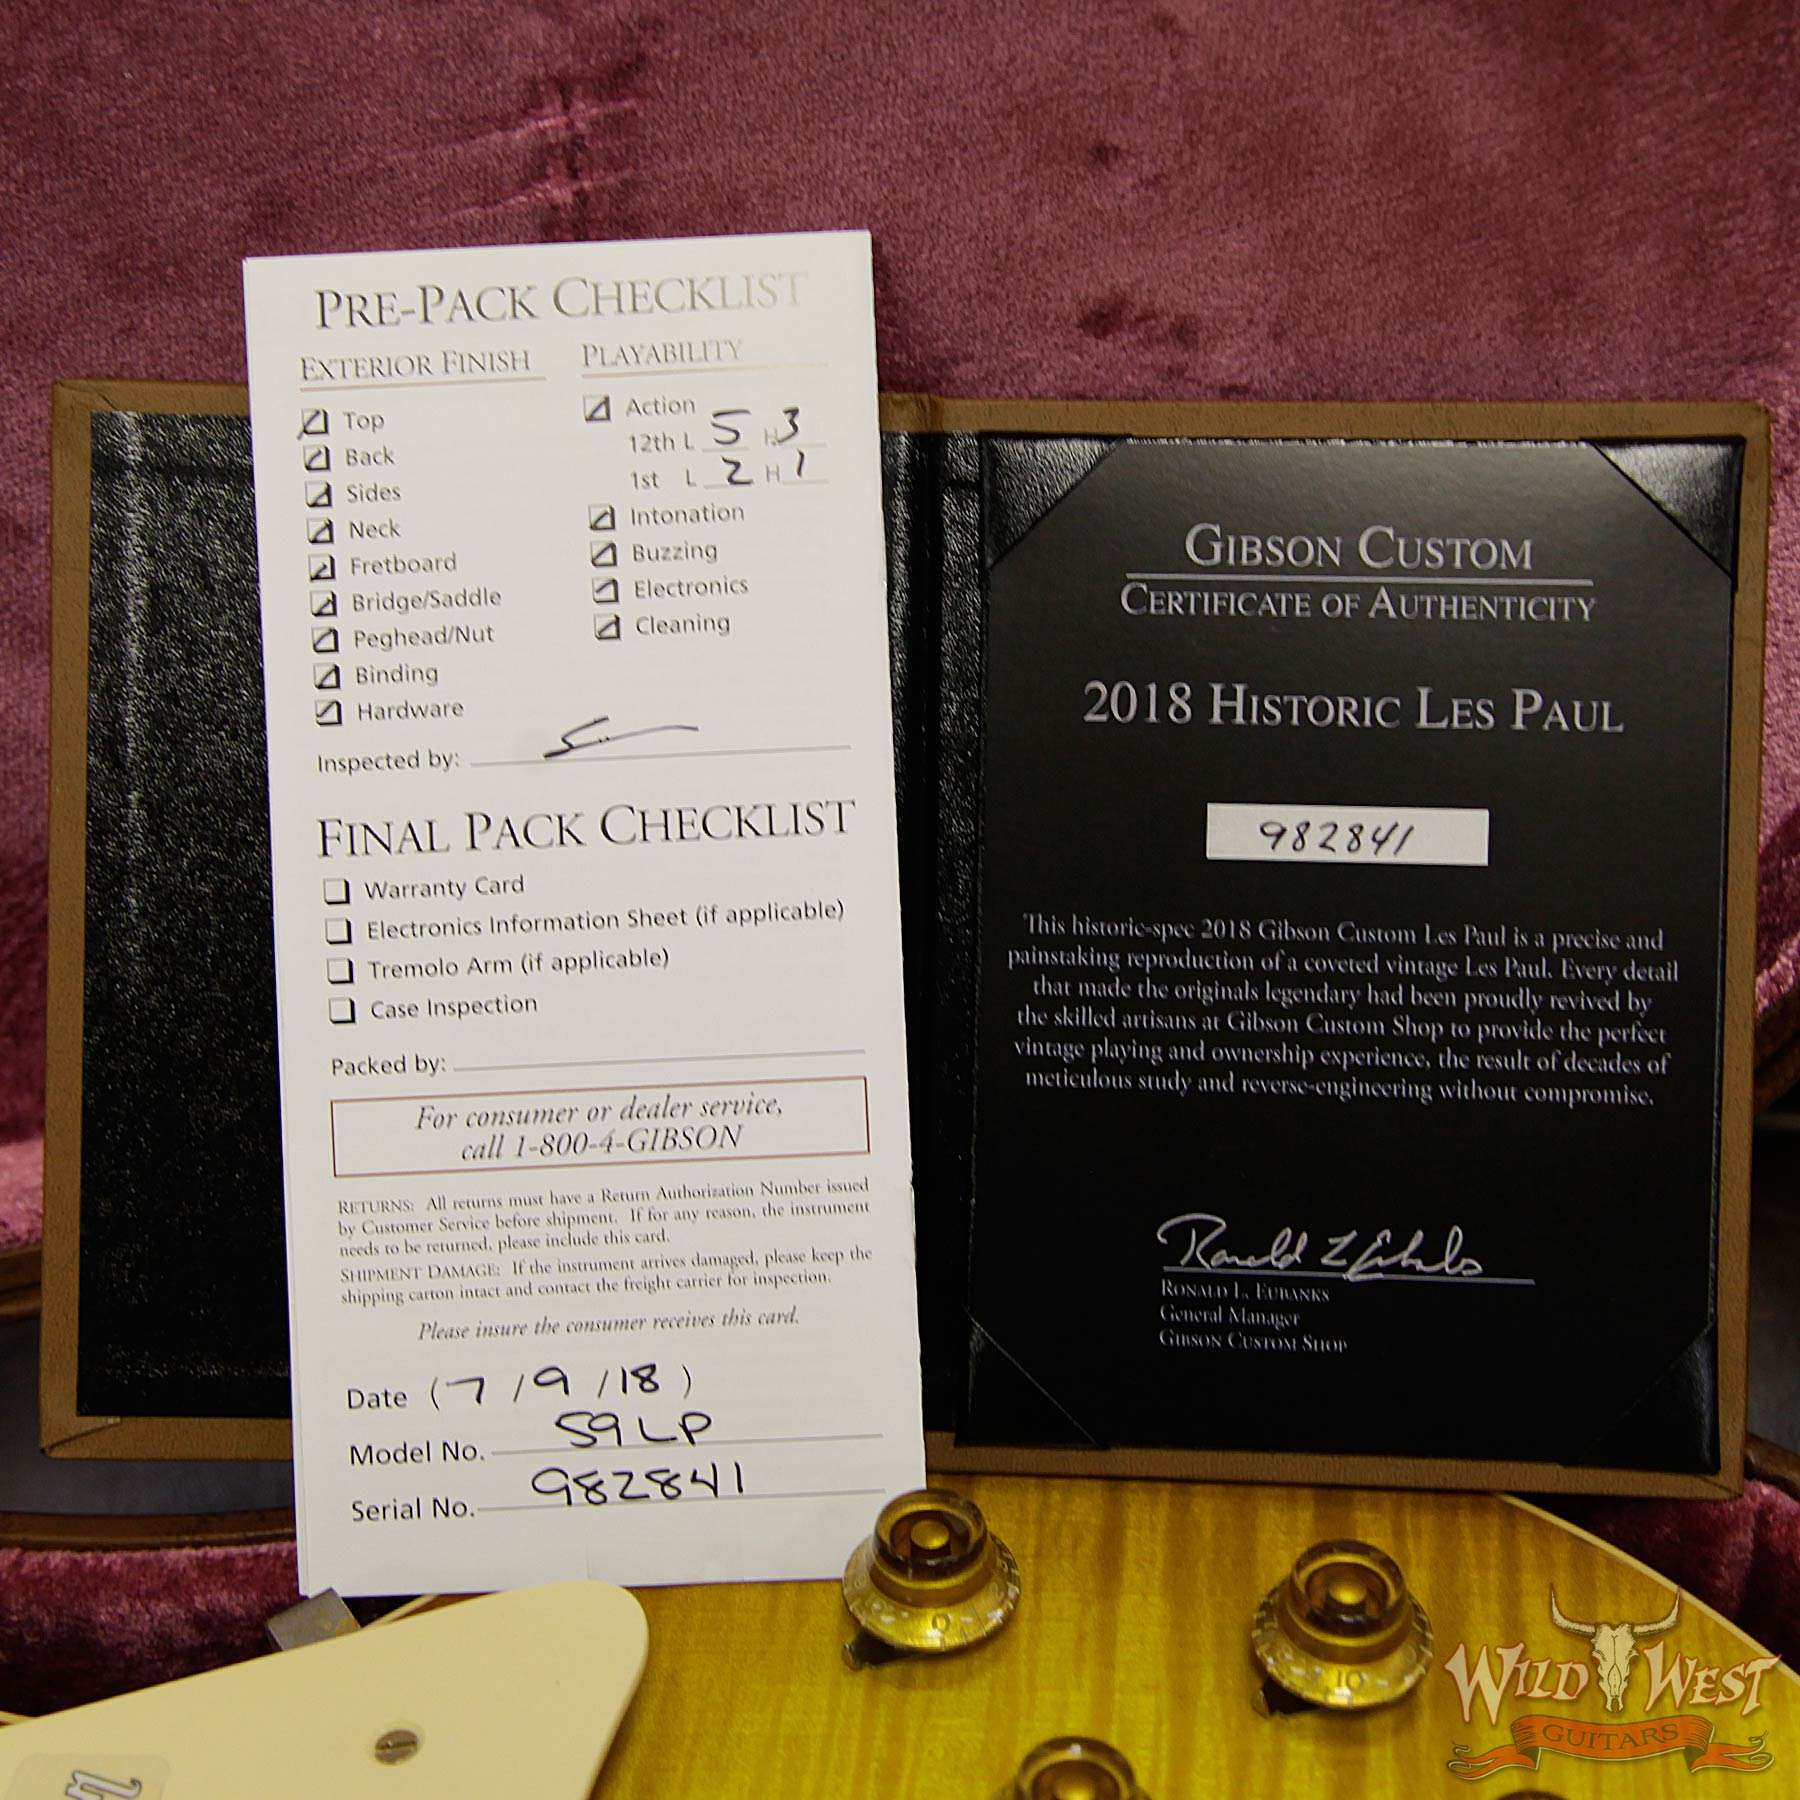 PRE-PACK CHECKLIST
EXTERIOR FINISH
Top
Back
Sides
Neck
Fretboard
Bridge/Saddle
Peghead/Nut
Binding
Hardware
PLAYABILITY
Action
12th L 5 H 3
1st L 2 H 1
Intonation
Buzzing
Electronics
Cleaning
Inspected by:
FINAL PACK CHECKLIST
Warranty Card
Electronics Information Sheet (if applicable)
Tremolo Arm (if applicable)
Case Inspection
Packed by:
For consumer or dealer service,
call 1-800-4-GIBSON
RETURNS: All returns must have a Return Authorization Number issued
by Customer Service before shipment. If for any reason, the instrument
needs to be returned, please include this card.
SHIPMENT DAMAGE: If the instrument arrives damaged, please keep the
shipping carton intact and contact the freight carrier for inspection.
Please insure the consumer receives this card.
Date (7/9/18)
Model No. 59 LP
Serial No. 982841
GIBSON CUSTOM
CERTIFICATE OF AUTHENTICITY
2018 HISTORIC LES PAUL
982841
This historic-spec 2018 Gibson Custom Les Paul is a precise and
painstaking reproduction of a coveted vintage Les Paul. Every detail
that made the originals legendary had been proudly revived by
the skilled artisans at Gibson Custom Shop to provide the perfect
vintage playing and ownership experience, the result of decades of
meticulous study and reverse-engineering without compromise.
Ronald L Eubanks
RONALD L. EUBANKS
General Manager
GIBSON CUSTOM SHOP
0
10
WILD WEST
GUITARS